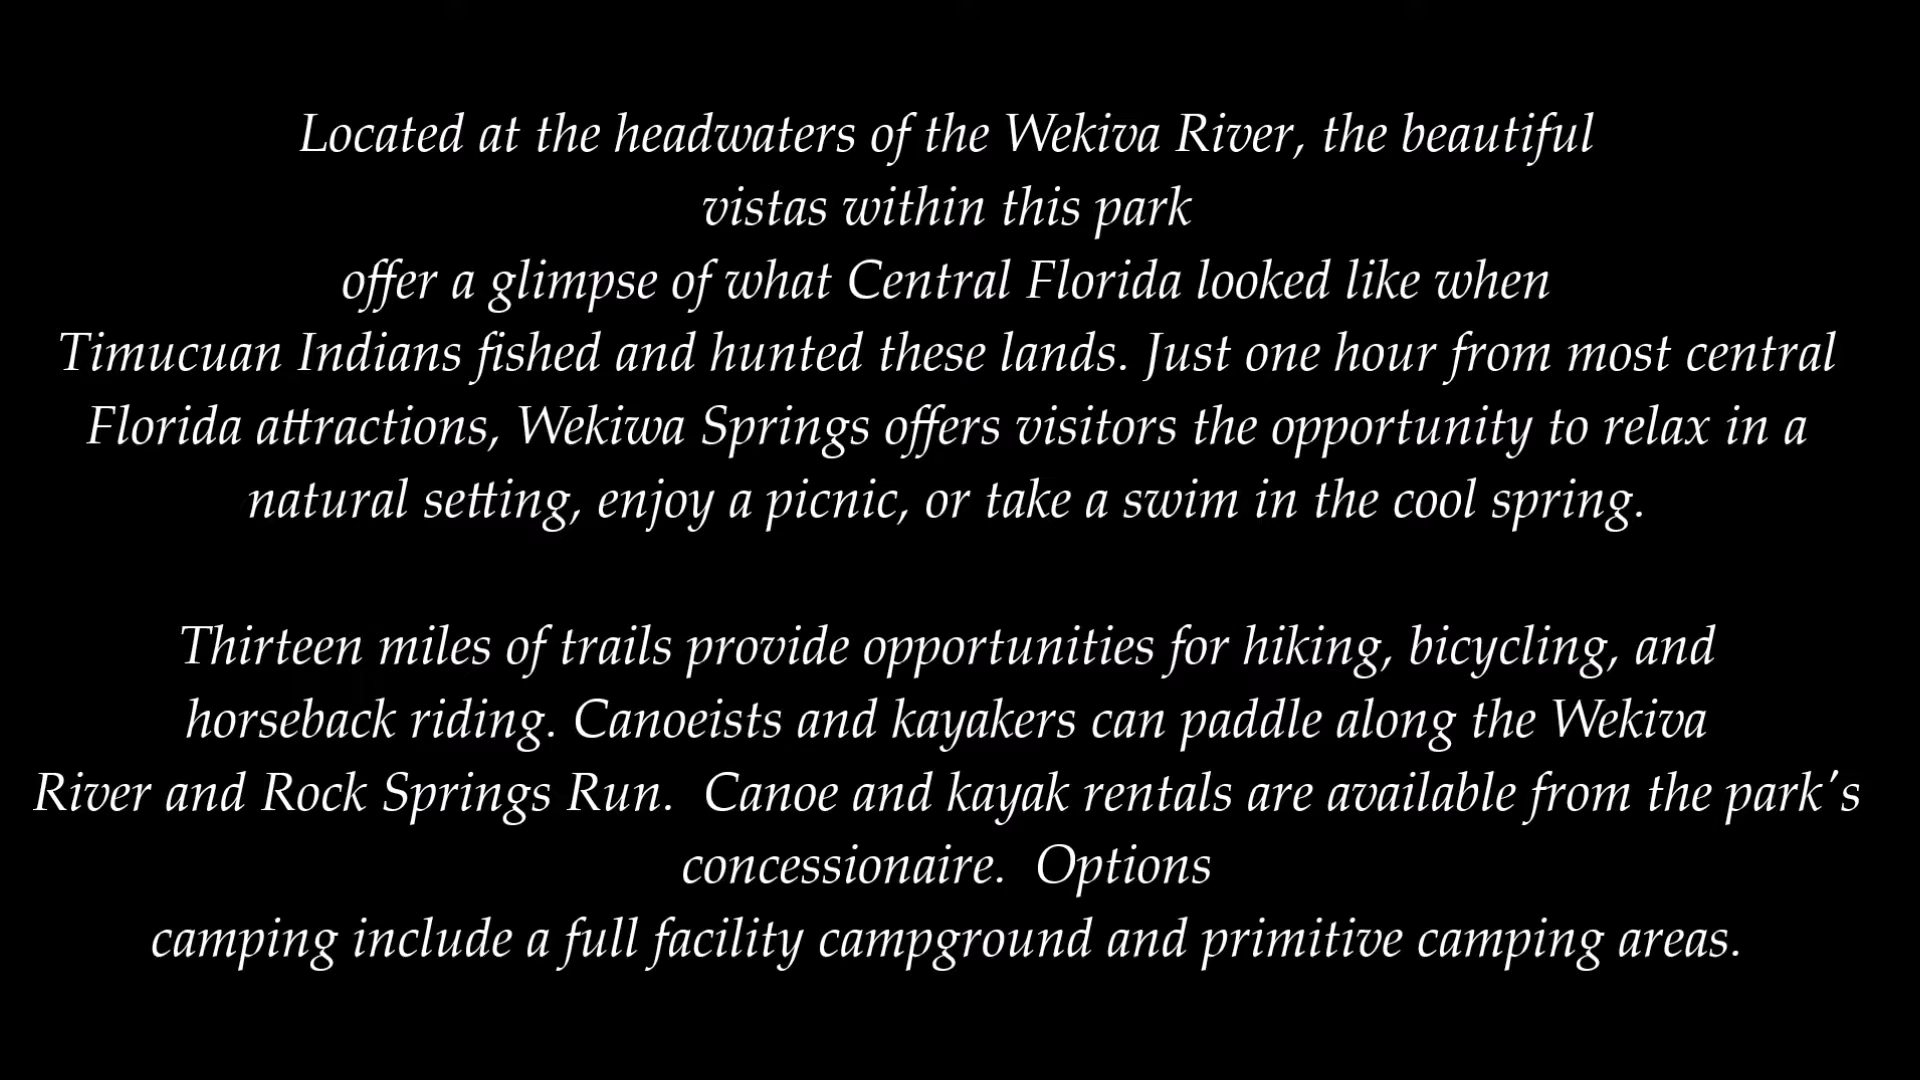 Located at the headwaters of the Wekiva River, the beautiful
vistas within this park
offer a glimpse of what Central Florida looked like when
Timucuan Indians fished and hunted these lands. Just one hour from most central
Florida attractions, Wekiwa Springs offers visitors the opportunity to relax in a
natural setting, enjoy a picnic, or take a swim in the cool spring.
Thirteen miles of trails provide opportunities for hiking, bicycling, and
horseback riding. Canoeists and kayakers can paddle along the Wekiva
River and Rock Springs Run.  Canoe and kayak rentals are available from the park's
concessionaire.  Options
camping include a full facility campground and primitive camping areas.